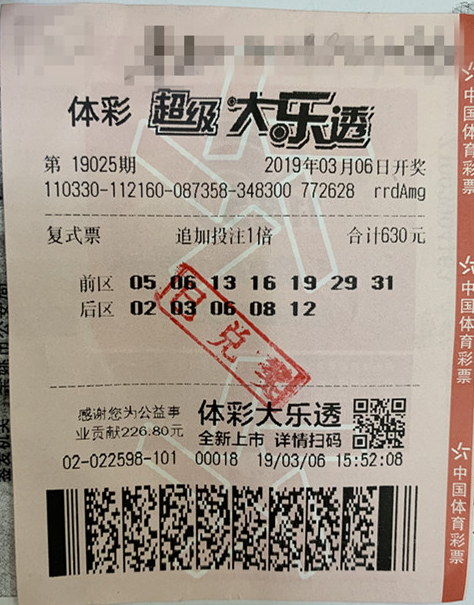 体彩 超级大乐透
第 19025期 2019年03月06日开奖
110330-112160-087358-348300 772628 rrdAmg
复式票 追加投注1倍 合计630元
前区 05 06 13 16 19 29 31
后区 02 03 06 08 12
已兑奖
感谢您为公益事
业贡献226.80元
体彩大乐透
全新上市 详情扫码
02-022598-101 00018 19/03/06 15:52:08
中国体育彩票
中国体育彩票
中国体育彩票